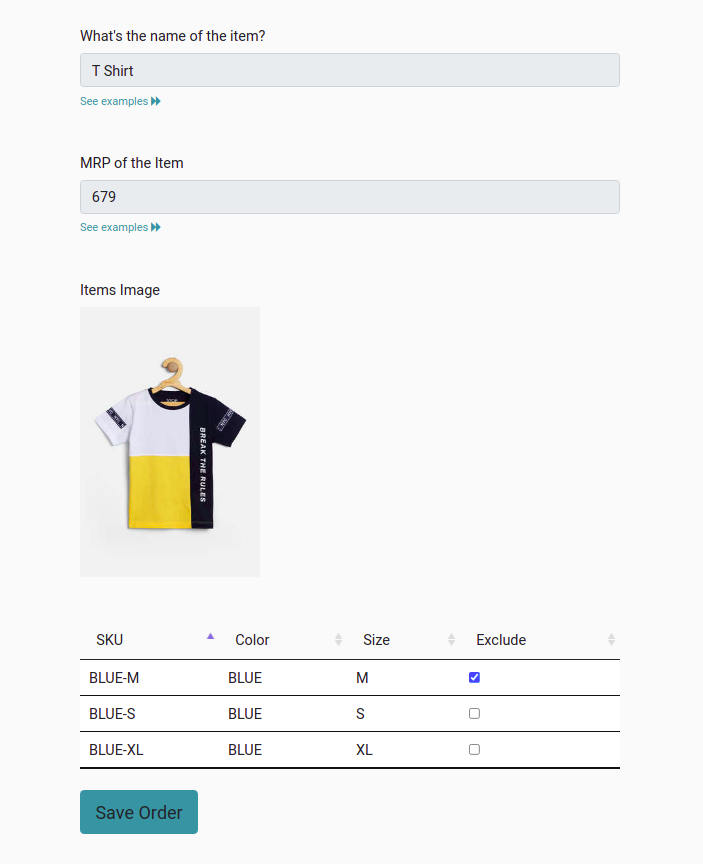 What's the name of the item?
T Shirt
See examples
MRP of the Item
679
See examples
Items Image
BREAK THE RULES
SKU Color Size Exclude
BLUE-M BLUE M
BLUE-S BLUE S
BLUE-XL BLUE XL
Save Order